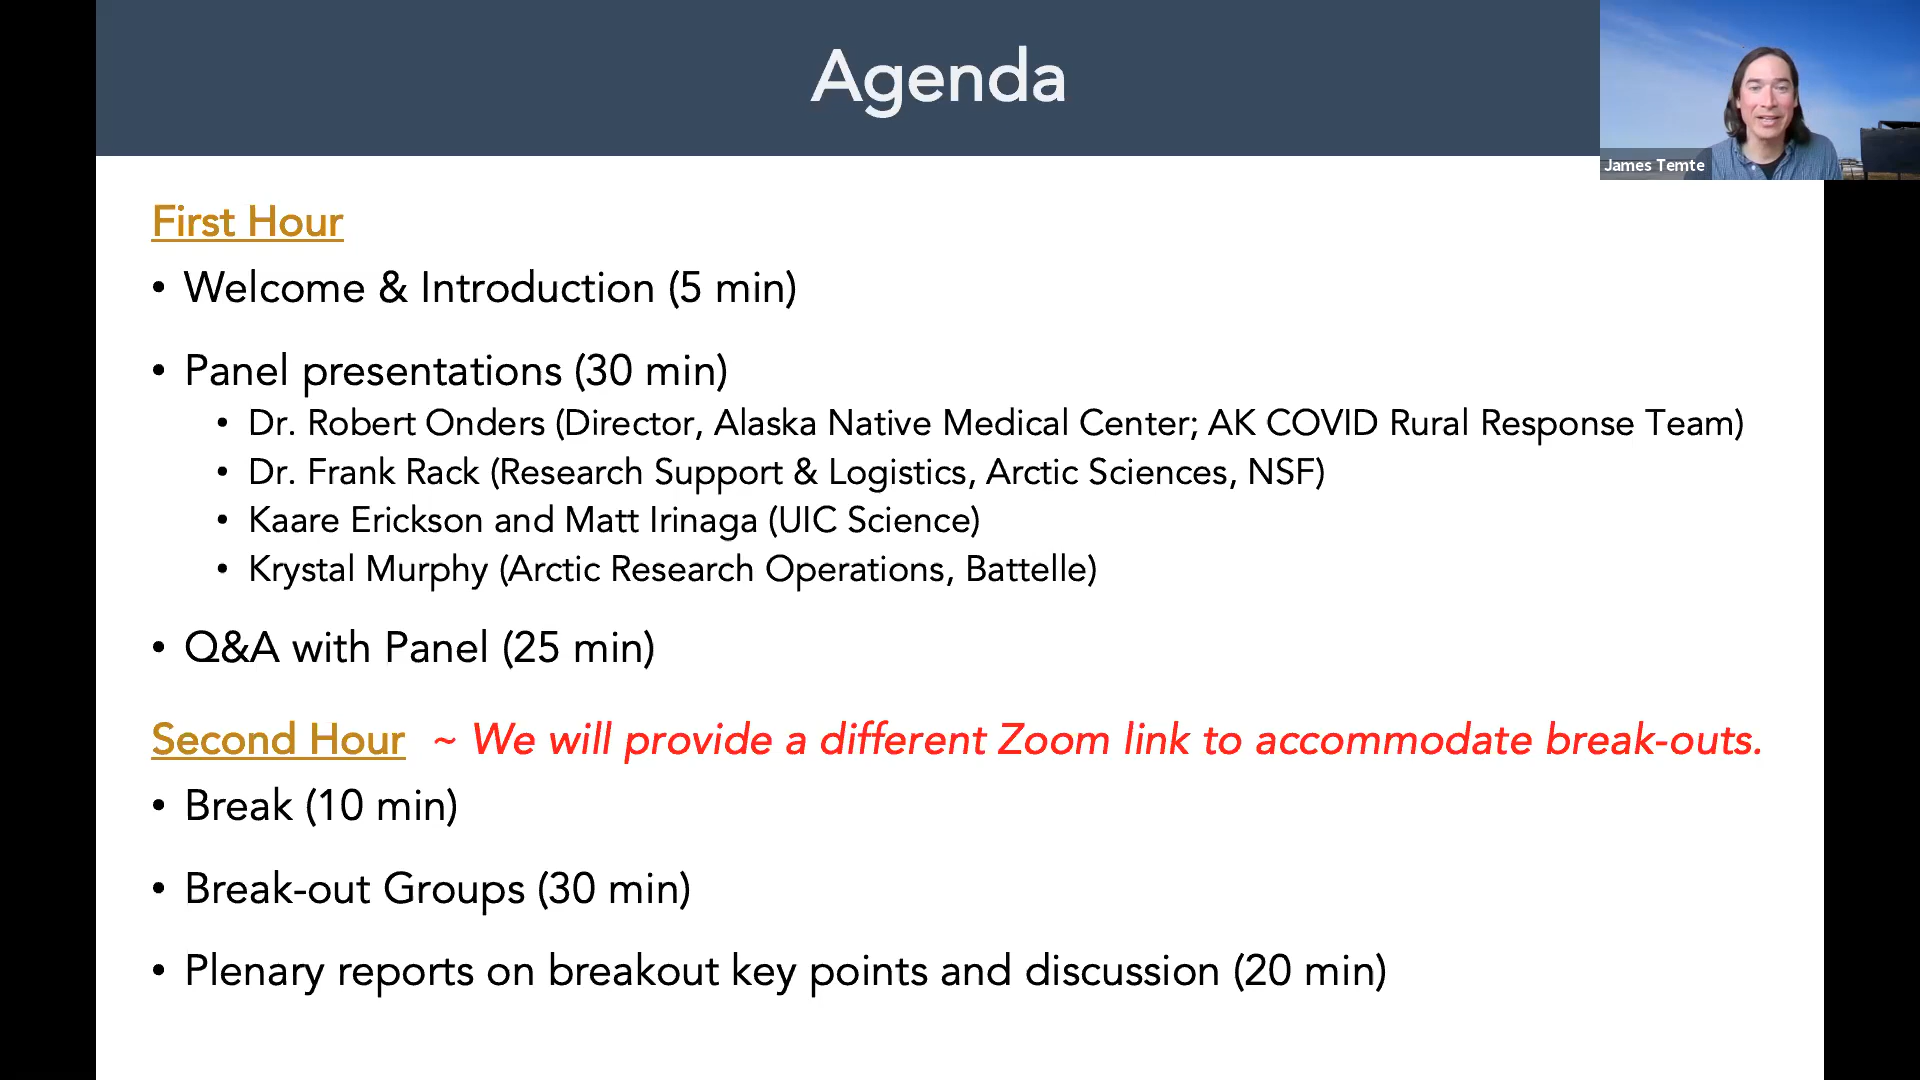 Agenda
James Temte
First Hour
• Welcome & Introduction (5 min)
• Panel presentations (30 min)
• Dr. Robert Onders (Director, Alaska Native Medical Center; AK COVID Rural Response Team)
• Dr. Frank Rack (Research Support & Logistics, Arctic Sciences, NSF)
• Kaare Erickson and Matt Irinaga (UIC Science)
• Krystal Murphy (Arctic Research Operations, Battelle)
• Q&A with Panel (25 min)
Second Hour ~ We will provide a different Zoom link to accommodate break-outs.
• Break (10 min)
• Break-out Groups (30 min)
• Plenary reports on breakout key points and discussion (20 min)